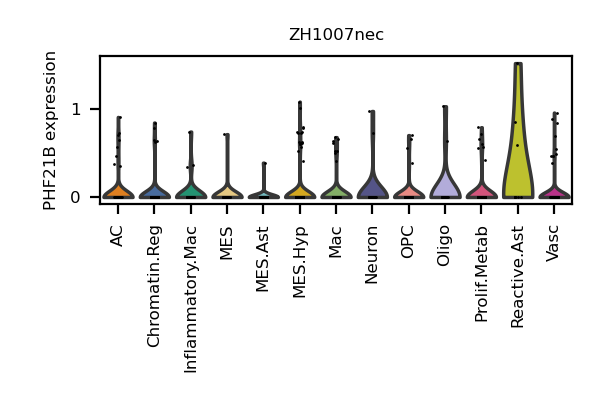 ZH1007nec
PHF21B expression
1
0
AC
Chromatin.Reg
Inflammatory.Mac
MES
MES.Ast
MES.Hyp
Mac
Neuron
OPC
Oligo
Prolif.Metab
Reactive.Ast
Vasc